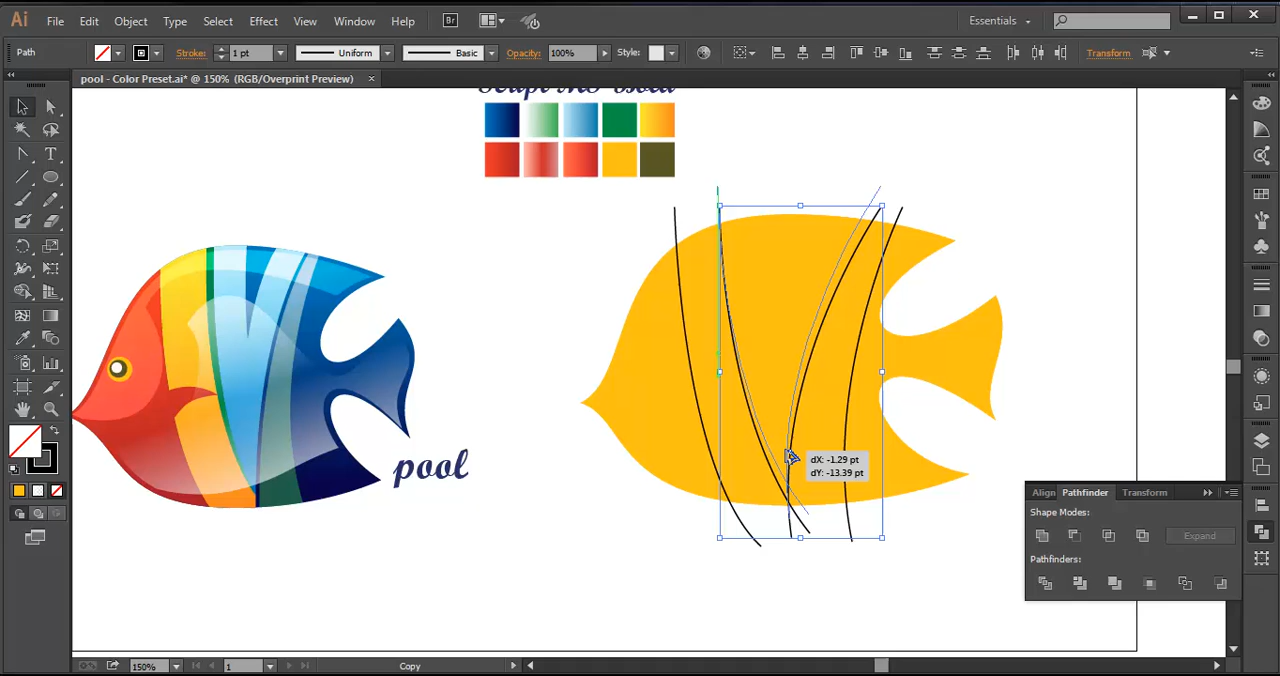 Ai File Edit Object Type Select Effect View Window Help Br Essentials
Path Stroke: 1 pt Uniform Basic Opacity: 100% Style: Transform
pool - Color Preset.ai* @ 150% (RGB/Overprint Preview)
pool
dX: -1.29 pt
dY: -13.39 pt
Align Pathfinder Transform
Shape Modes:
Expand
Pathfinders:
150% 1 Copy